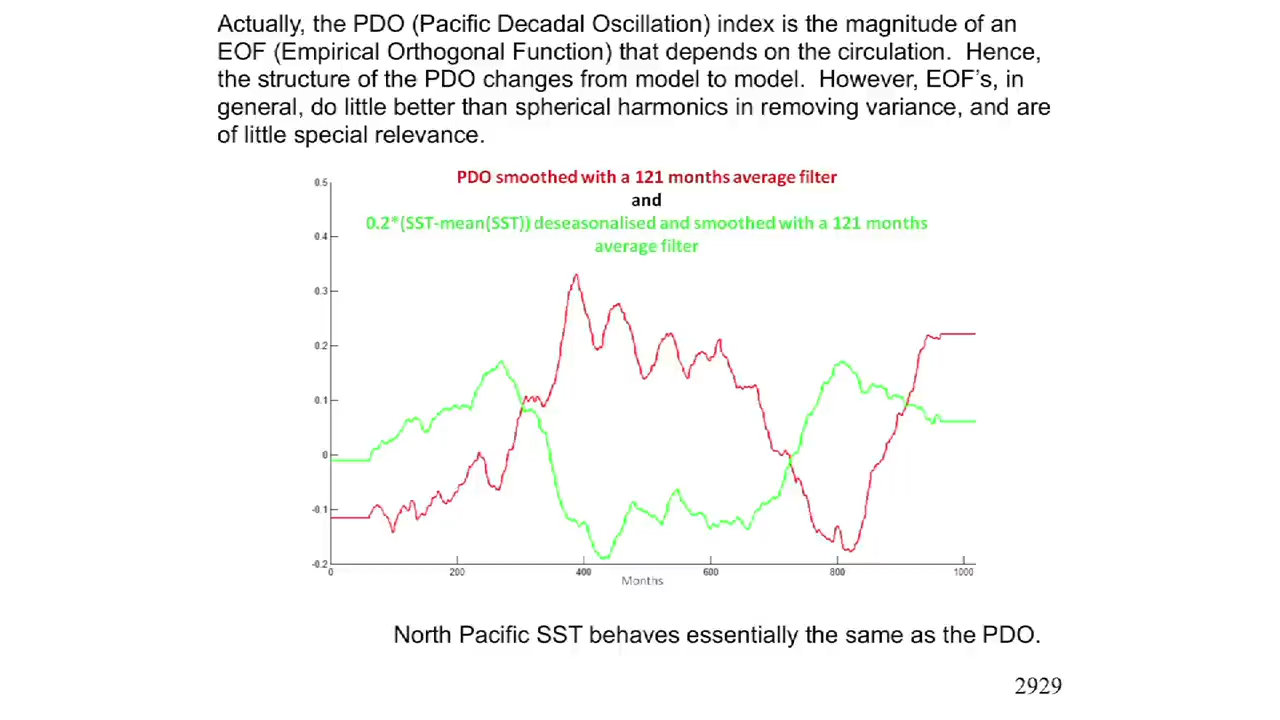 Actually, the PDO (Pacific Decadal Oscillation) index is the magnitude of an
EOF (Empirical Orthogonal Function) that depends on the circulation. Hence,
the structure of the PDO changes from model to model. However, EOF's, in
general, do little better than spherical harmonics in removing variance, and are
of little special relevance.
PDO smoothed with a 121 months average filter
and
0.2*(SST-mean(SST)) deseasonalised and smoothed with a 121 months
average filter
0.5
0.4
0.3
0.2
0.1
0
-0.1
-0.2
0 200 400 600 800 1000
Months
North Pacific SST behaves essentially the same as the PDO.
2929